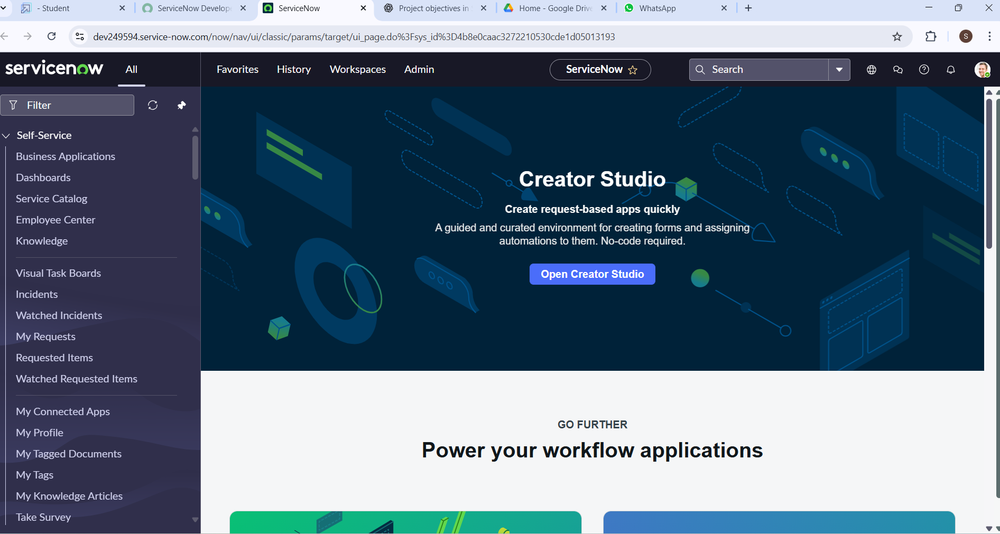 - Student
ServiceNow Develope
ServiceNow
Project objectives in
Home - Google Drive
WhatsApp
dev249594.service-now.com/now/nav/ui/classic/params/target/ui_page.do%3Fsys_id%3D4b8e0caac3272210530cde1d05013193
S
servicenow
All
Favorites
History
Workspaces
Admin
ServiceNow
Search
Filter
Self-Service
Business Applications
Dashboards
Service Catalog
Employee Center
Knowledge
Visual Task Boards
Incidents
Watched Incidents
My Requests
Requested Items
Watched Requested Items
My Connected Apps
My Profile
My Tagged Documents
My Tags
My Knowledge Articles
Take Survey
Creator Studio
Create request-based apps quickly
A guided and curated environment for creating forms and assigning
automations to them. No-code required.
Open Creator Studio
GO FURTHER
Power your workflow applications